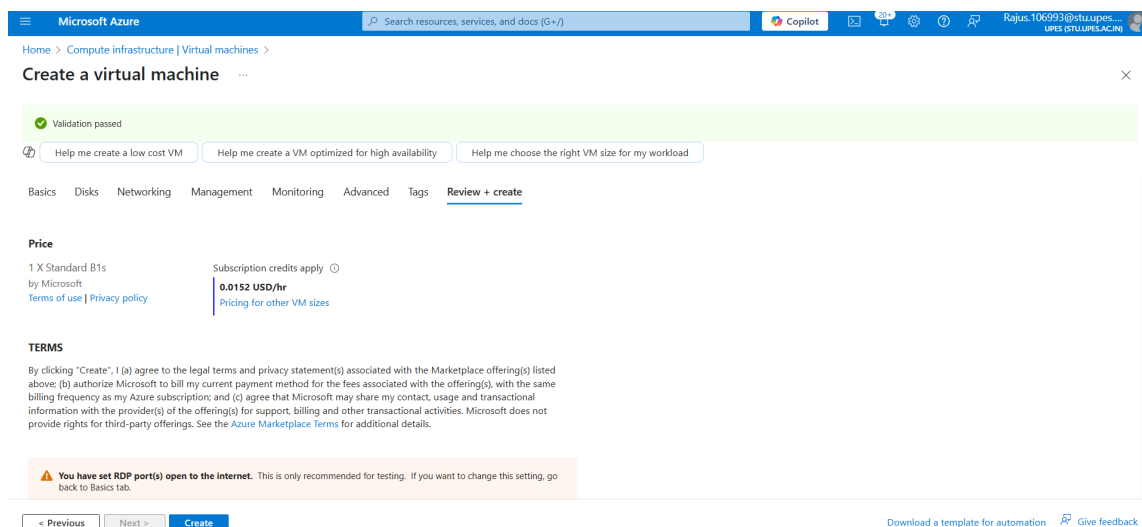 Microsoft Azure
Search resources, services, and docs (G+/)
Copilot
20+
Rajus.106993@stu.upes....
UPES (STU.UPES.AC.IN)
Home > Compute infrastructure | Virtual machines >
Create a virtual machine ...
Validation passed
Help me create a low cost VM
Help me create a VM optimized for high availability
Help me choose the right VM size for my workload
Basics Disks Networking Management Monitoring Advanced Tags Review + create
Price
1 X Standard B1s
by Microsoft
Terms of use | Privacy policy
Subscription credits apply
0.0152 USD/hr
Pricing for other VM sizes
TERMS
By clicking "Create", I (a) agree to the legal terms and privacy statement(s) associated with the Marketplace offering(s) listed
above; (b) authorize Microsoft to bill my current payment method for the fees associated with the offering(s), with the same
billing frequency as my Azure subscription; and (c) agree that Microsoft may share my contact, usage and transactional
information with the provider(s) of the offering(s) for support, billing and other transactional activities. Microsoft does not
provide rights for third-party offerings. See the Azure Marketplace Terms for additional details.
You have set RDP port(s) open to the internet. This is only recommended for testing. If you want to change this setting, go
back to Basics tab.
< Previous Next > Create
Download a template for automation Give feedback